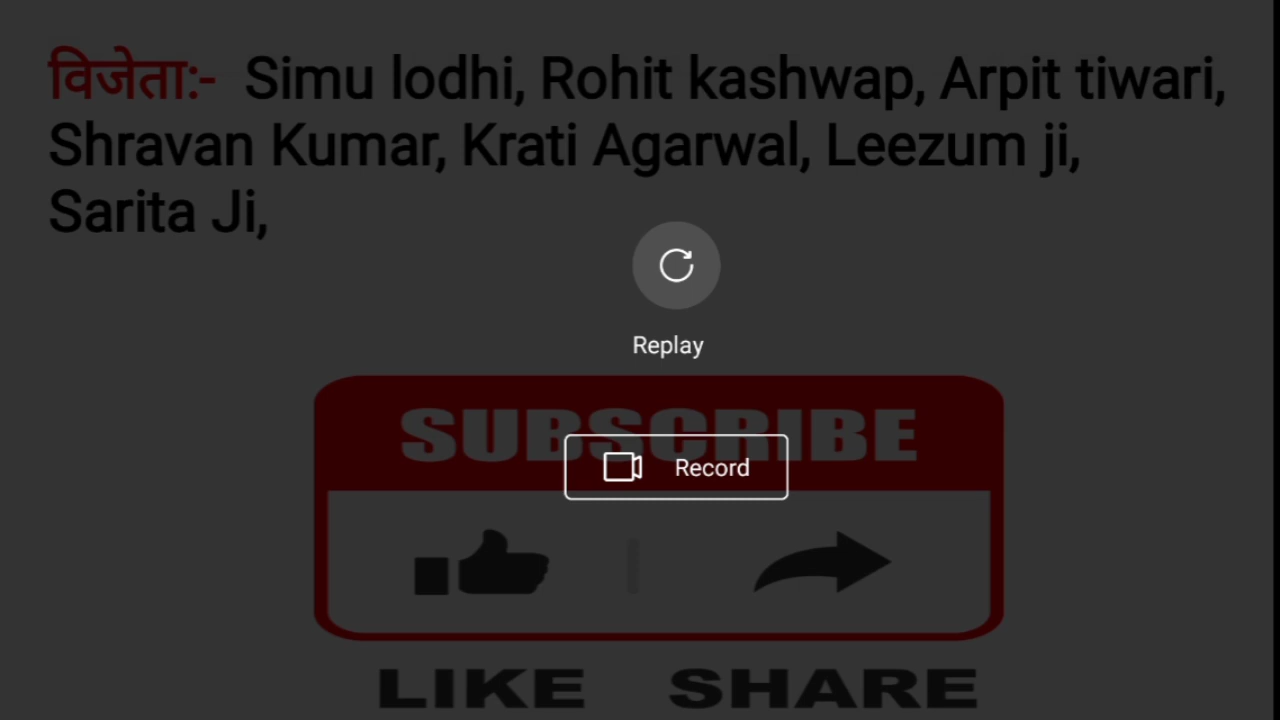 विजेता:- Simu lodhi, Rohit kashwap, Arpit tiwari,
Shravan Kumar, Krati Agarwal, Leezum ji,
Sarita Ji,
Replay
SUBSCRIBE
Record
LIKE SHARE